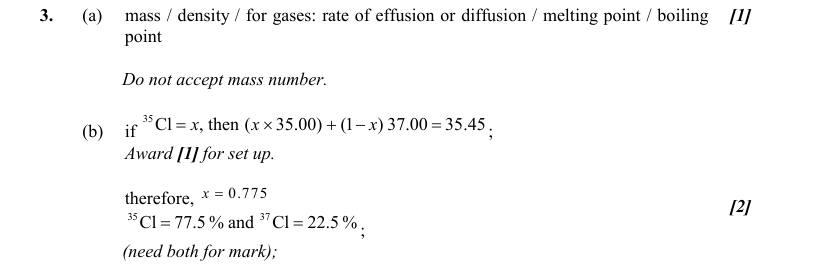 3. (a) mass / density / for gases: rate of effusion or diffusion / melting point / boiling [1]
point
Do not accept mass number.
(b) if ³⁵Cl = x, then (x × 35.00) + (1 − x) 37.00 = 35.45 ;
Award [1] for set up.
therefore, x = 0.775
³⁵Cl = 77.5 % and ³⁷Cl = 22.5 % ; [2]
(need both for mark);